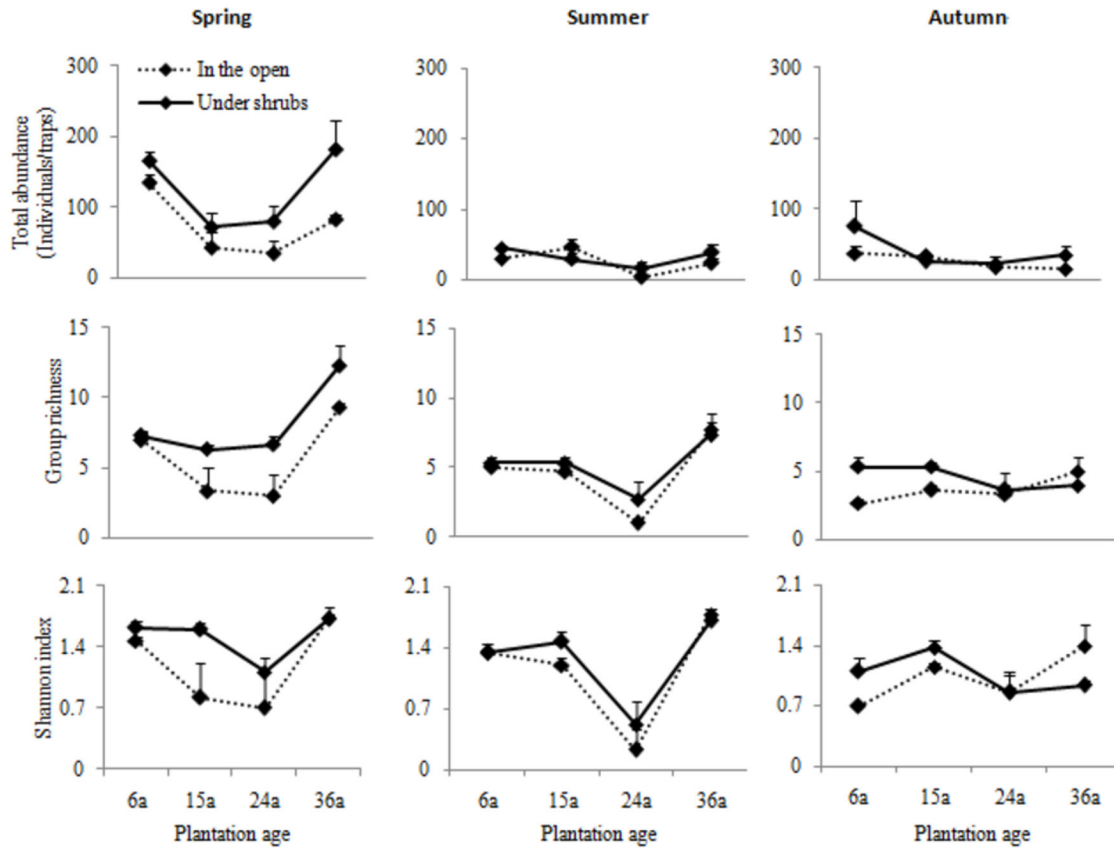 Spring
Summer
Autumn
Total abundance
(Individuals/traps)
300
200
100
0
In the open
Under shrubs
300
200
100
0
300
200
100
0
Group richness
15
10
5
0
15
10
5
0
15
10
5
0
Shannon index
2.1
1.4
0.7
0
2.1
1.4
0.7
0
2.1
1.4
0.7
0
6a 15a 24a 36a
6a 15a 24a 36a
6a 15a 24a 36a
Plantation age
Plantation age
Plantation age